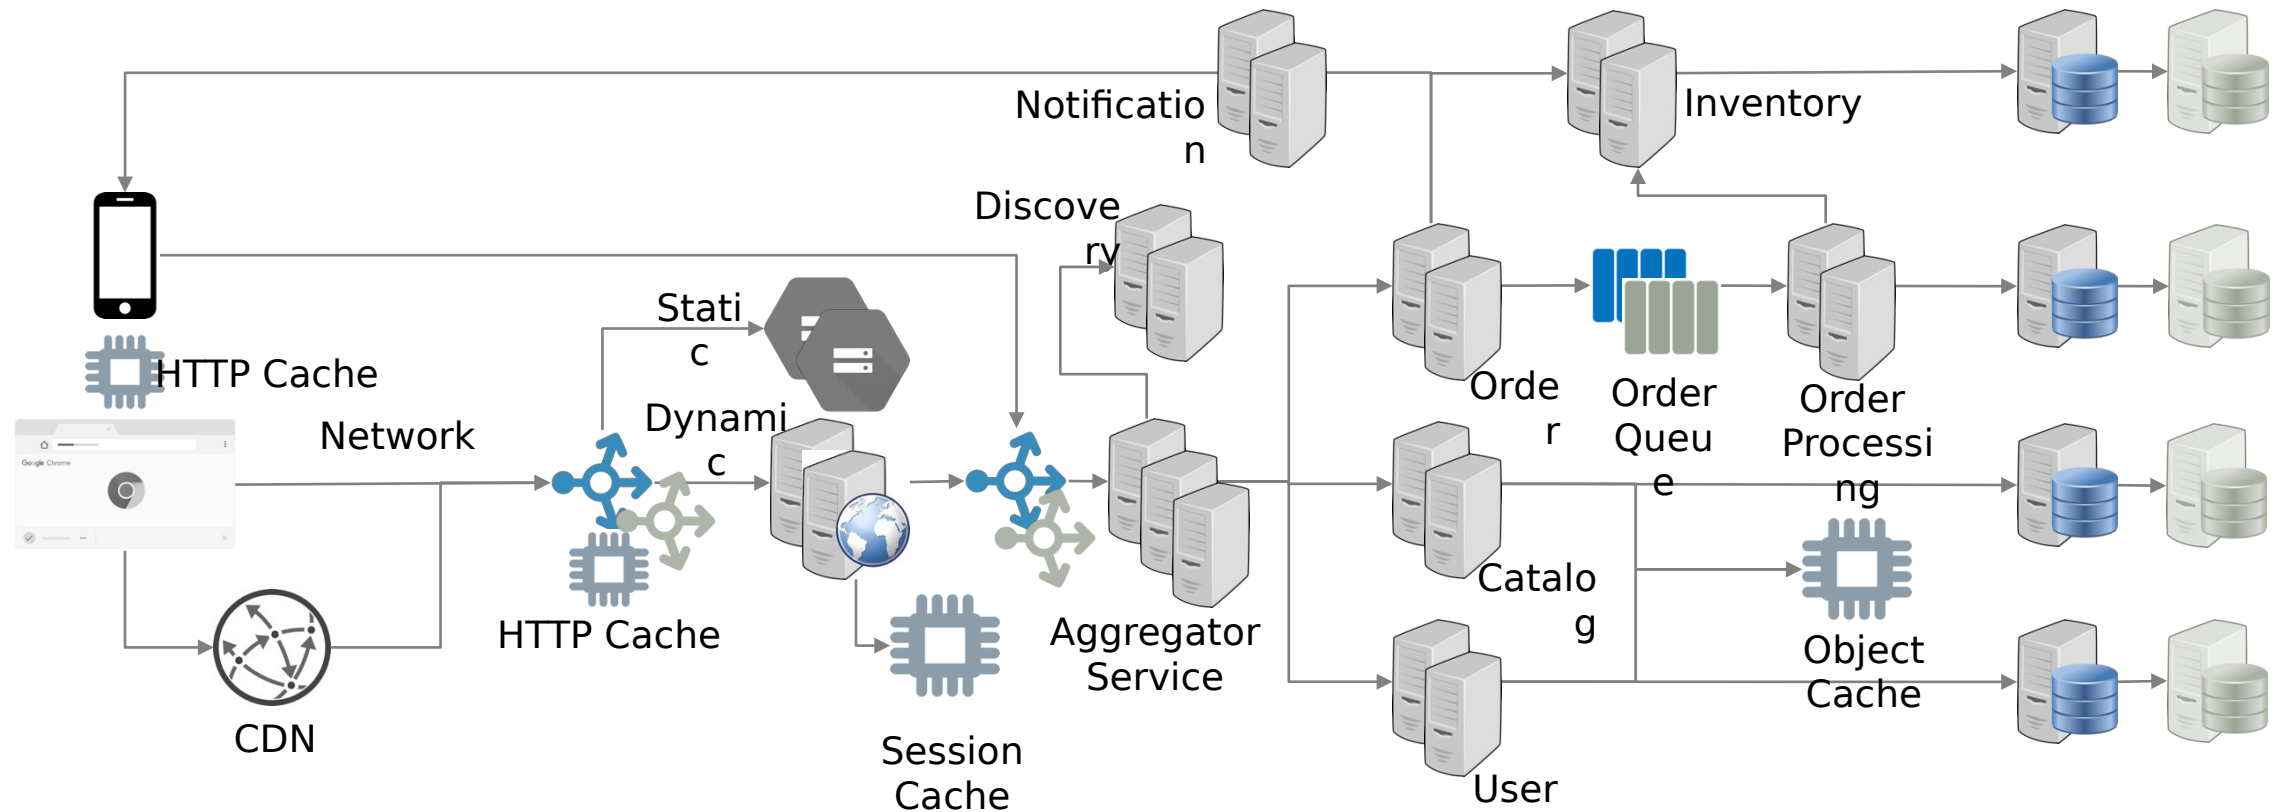 Notificatio
n
Inventory
Discove
ry
Stati
c
HTTP Cache
Google Chrome
Network
Dynami
c
Orde
r
Order
Queu
e
Order
Processi
ng
HTTP Cache
Catalo
g
Aggregator
Service
Object
Cache
CDN
Session
Cache
User